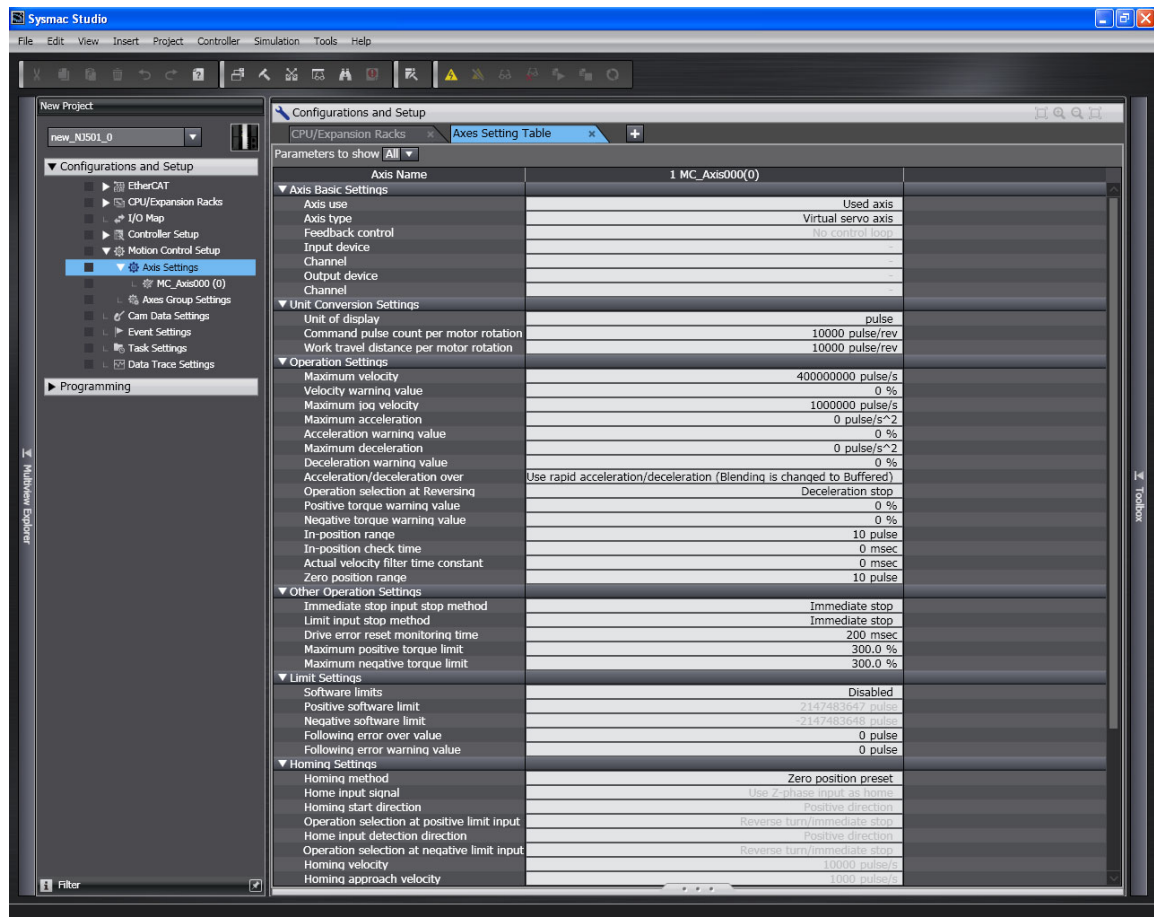 Sysmac Studio
File Edit View Insert Project Controller Simulation Tools Help
New Project
new_NJ501_0
Configurations and Setup
EtherCAT
CPU/Expansion Racks
I/O Map
Controller Setup
Motion Control Setup
Axis Settings
MC_Axis000 (0)
Axes Group Settings
Cam Data Settings
Event Settings
Task Settings
Data Trace Settings
Programming
Multiview Explorer
Filter
Configurations and Setup
CPU/Expansion Racks Axes Setting Table
Parameters to show All
Axis Name 1 MC_Axis000(0)
Axis Basic Settings
Axis use Used axis
Axis type Virtual servo axis
Feedback control No control loop
Input device -
Channel -
Output device -
Channel -
Unit Conversion Settings
Unit of display pulse
Command pulse count per motor rotation 10000 pulse/rev
Work travel distance per motor rotation 10000 pulse/rev
Operation Settings
Maximum velocity 400000000 pulse/s
Velocity warning value 0 %
Maximum jog velocity 1000000 pulse/s
Maximum acceleration 0 pulse/s^2
Acceleration warning value 0 %
Maximum deceleration 0 pulse/s^2
Deceleration warning value 0 %
Acceleration/deceleration over Use rapid acceleration/deceleration (Blending is changed to Buffered)
Operation selection at Reversing Deceleration stop
Positive torque warning value 0 %
Negative torque warning value 0 %
In-position range 10 pulse
In-position check time 0 msec
Actual velocity filter time constant 0 msec
Zero position range 10 pulse
Other Operation Settings
Immediate stop input stop method Immediate stop
Limit input stop method Immediate stop
Drive error reset monitoring time 200 msec
Maximum positive torque limit 300.0 %
Maximum negative torque limit 300.0 %
Limit Settings
Software limits Disabled
Positive software limit 2147483647 pulse
Negative software limit -2147483648 pulse
Following error over value 0 pulse
Following error warning value 0 pulse
Homing Settings
Homing method Zero position preset
Home input signal Use Z-phase input as home
Homing start direction Positive direction
Operation selection at positive limit input Reverse turn/immediate stop
Home input detection direction Positive direction
Operation selection at negative limit input Reverse turn/immediate stop
Homing velocity 10000 pulse/s
Homing approach velocity 1000 pulse/s
Toolbox